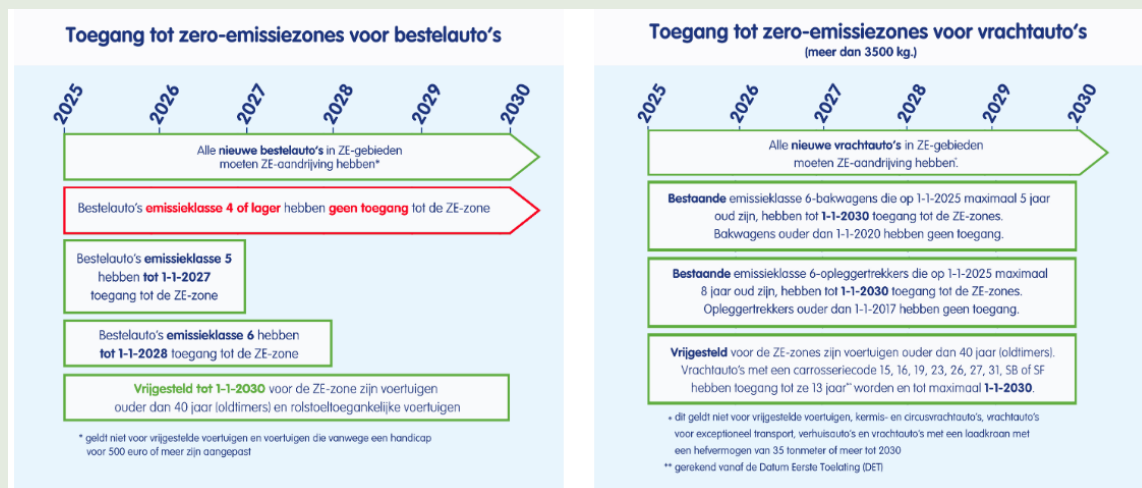 Toegang tot zero-emissiezones voor bestelauto's
2025
2026
2027
2028
2029
2030
Alle nieuwe bestelauto's in ZE-gebieden
moeten ZE-aandrijving hebben*
Bestelauto's emissieklasse 4 of lager hebben geen toegang tot de ZE-zone
Bestelauto's emissieklasse 5
hebben tot 1-1-2027
toegang tot de ZE-zone
Bestelauto's emissieklasse 6 hebben
tot 1-1-2028 toegang tot de ZE-zone
Vrijgesteld tot 1-1-2030 voor de ZE-zone zijn voertuigen
ouder dan 40 jaar (oldtimers) en rolstoeltoegankelijke voertuigen
* geldt niet voor vrijgestelde voertuigen en voertuigen die vanwege een handicap
voor 500 euro of meer zijn aangepast
Toegang tot zero-emissiezones voor vrachtauto's
(meer dan 3500 kg.)
2025
2026
2027
2028
2029
2030
Alle nieuwe vrachtauto's in ZE-gebieden
moeten ZE-aandrijving hebben*.
Bestaande emissieklasse 6-bakwagens die op 1-1-2025 maximaal 5 jaar
oud zijn, hebben tot 1-1-2030 toegang tot de ZE-zones.
Bakwagens ouder dan 1-1-2020 hebben geen toegang.
Bestaande emissieklasse 6-opleggertrekkers die op 1-1-2025 maximaal
8 jaar oud zijn, hebben tot 1-1-2030 toegang tot de ZE-zones.
Opleggertrekkers ouder dan 1-1-2017 hebben geen toegang.
Vrijgesteld voor de ZE-zones zijn voertuigen ouder dan 40 jaar (oldtimers).
Vrachtauto's met een carrosseriecode 15, 16, 19, 23, 26, 27, 31, SB of SF
hebben toegang tot ze 13 jaar** worden en tot maximaal 1-1-2030.
* dit geldt niet voor vrijgestelde voertuigen, kermis- en circusvrachtauto's, vrachtauto's
voor exceptioneel transport, verhuisauto's en vrachtauto's met een laadkraan met
een hefvermogen van 35 tonmeter of meer tot 2030
** gerekend vanaf de Datum Eerste Toelating (DET)